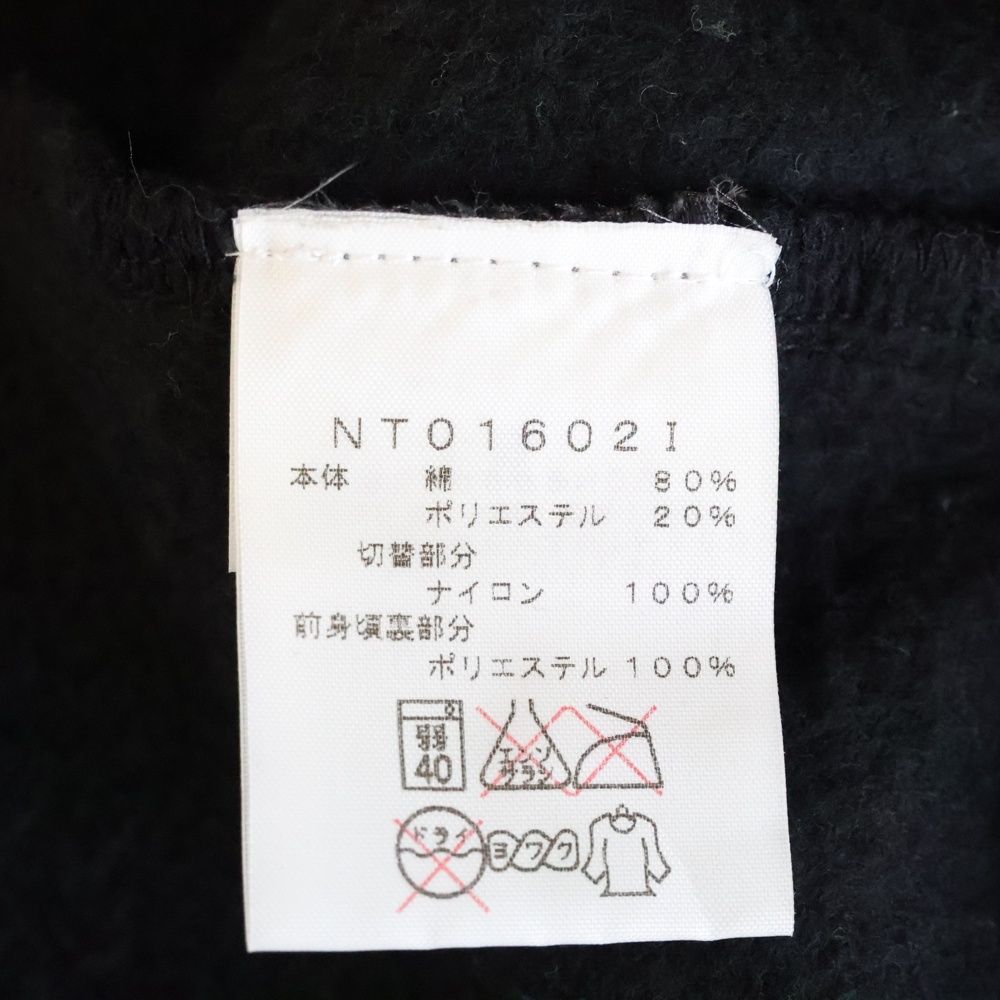 NT01602I
本体 綿 80%
ポリエステル 20%
切替部分
ナイロン 100%
前身頃裏部分
ポリエステル 100%
弱
40
エンソ
サラシ
ドライ
ヨワク